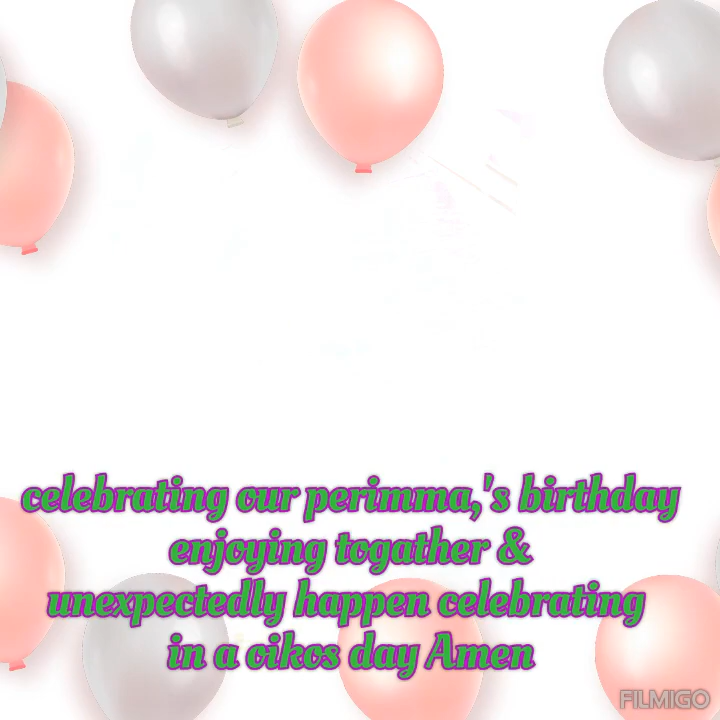 celebrating our perimma,'s birthday
enjoying togather &
unexpectedly happen celebrating
in a oikos day Amen
FILMIGO